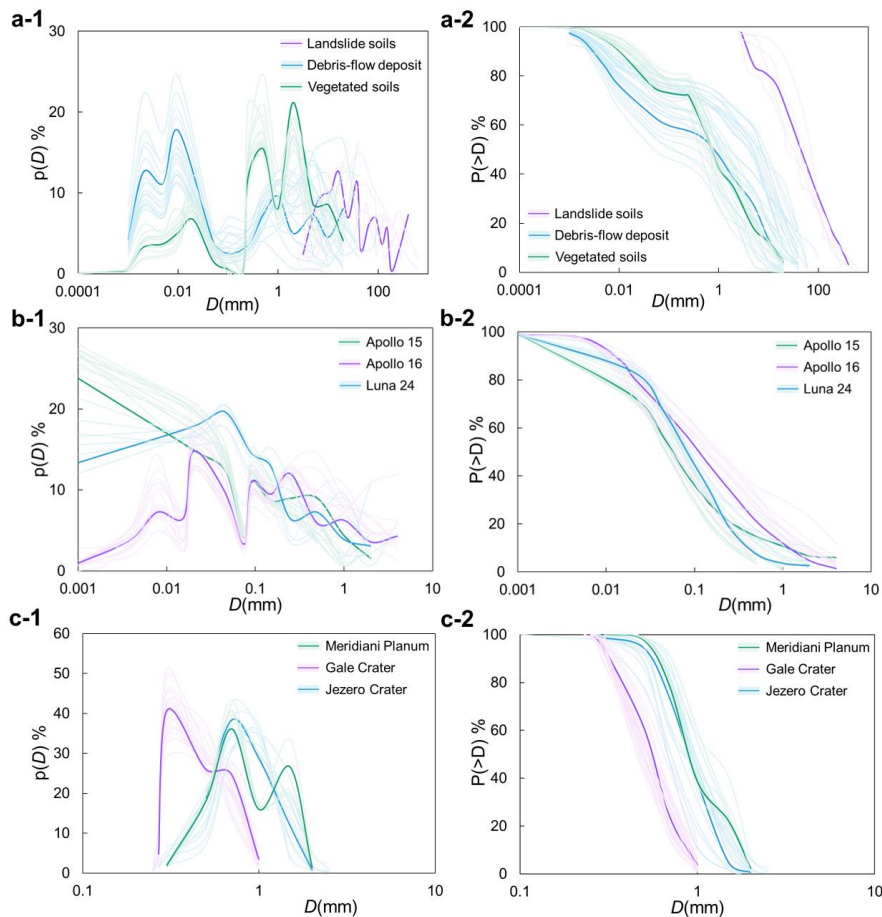 a-1
30
20
10
0
p(D) %
Landslide soils
Debris-flow deposit
Vegetated soils
0.0001 0.01 1 100
D(mm)
a-2
100
80
60
40
20
0
P(>D) %
Landslide soils
Debris-flow deposit
Vegetated soils
0.0001 0.01 1 100
D(mm)
b-1
30
20
10
0
p(D) %
Apollo 15
Apollo 16
Luna 24
0.001 0.01 0.1 1 10
D(mm)
b-2
100
80
60
40
20
0
P(>D) %
Apollo 15
Apollo 16
Luna 24
0.001 0.01 0.1 1 10
D(mm)
c-1
60
50
40
30
20
10
0
p(D) %
Meridiani Planum
Gale Crater
Jezero Crater
0.1 1 10
D(mm)
c-2
100
80
60
40
20
0
P(>D) %
Meridiani Planum
Gale Crater
Jezero Crater
0.1 1 10
D(mm)